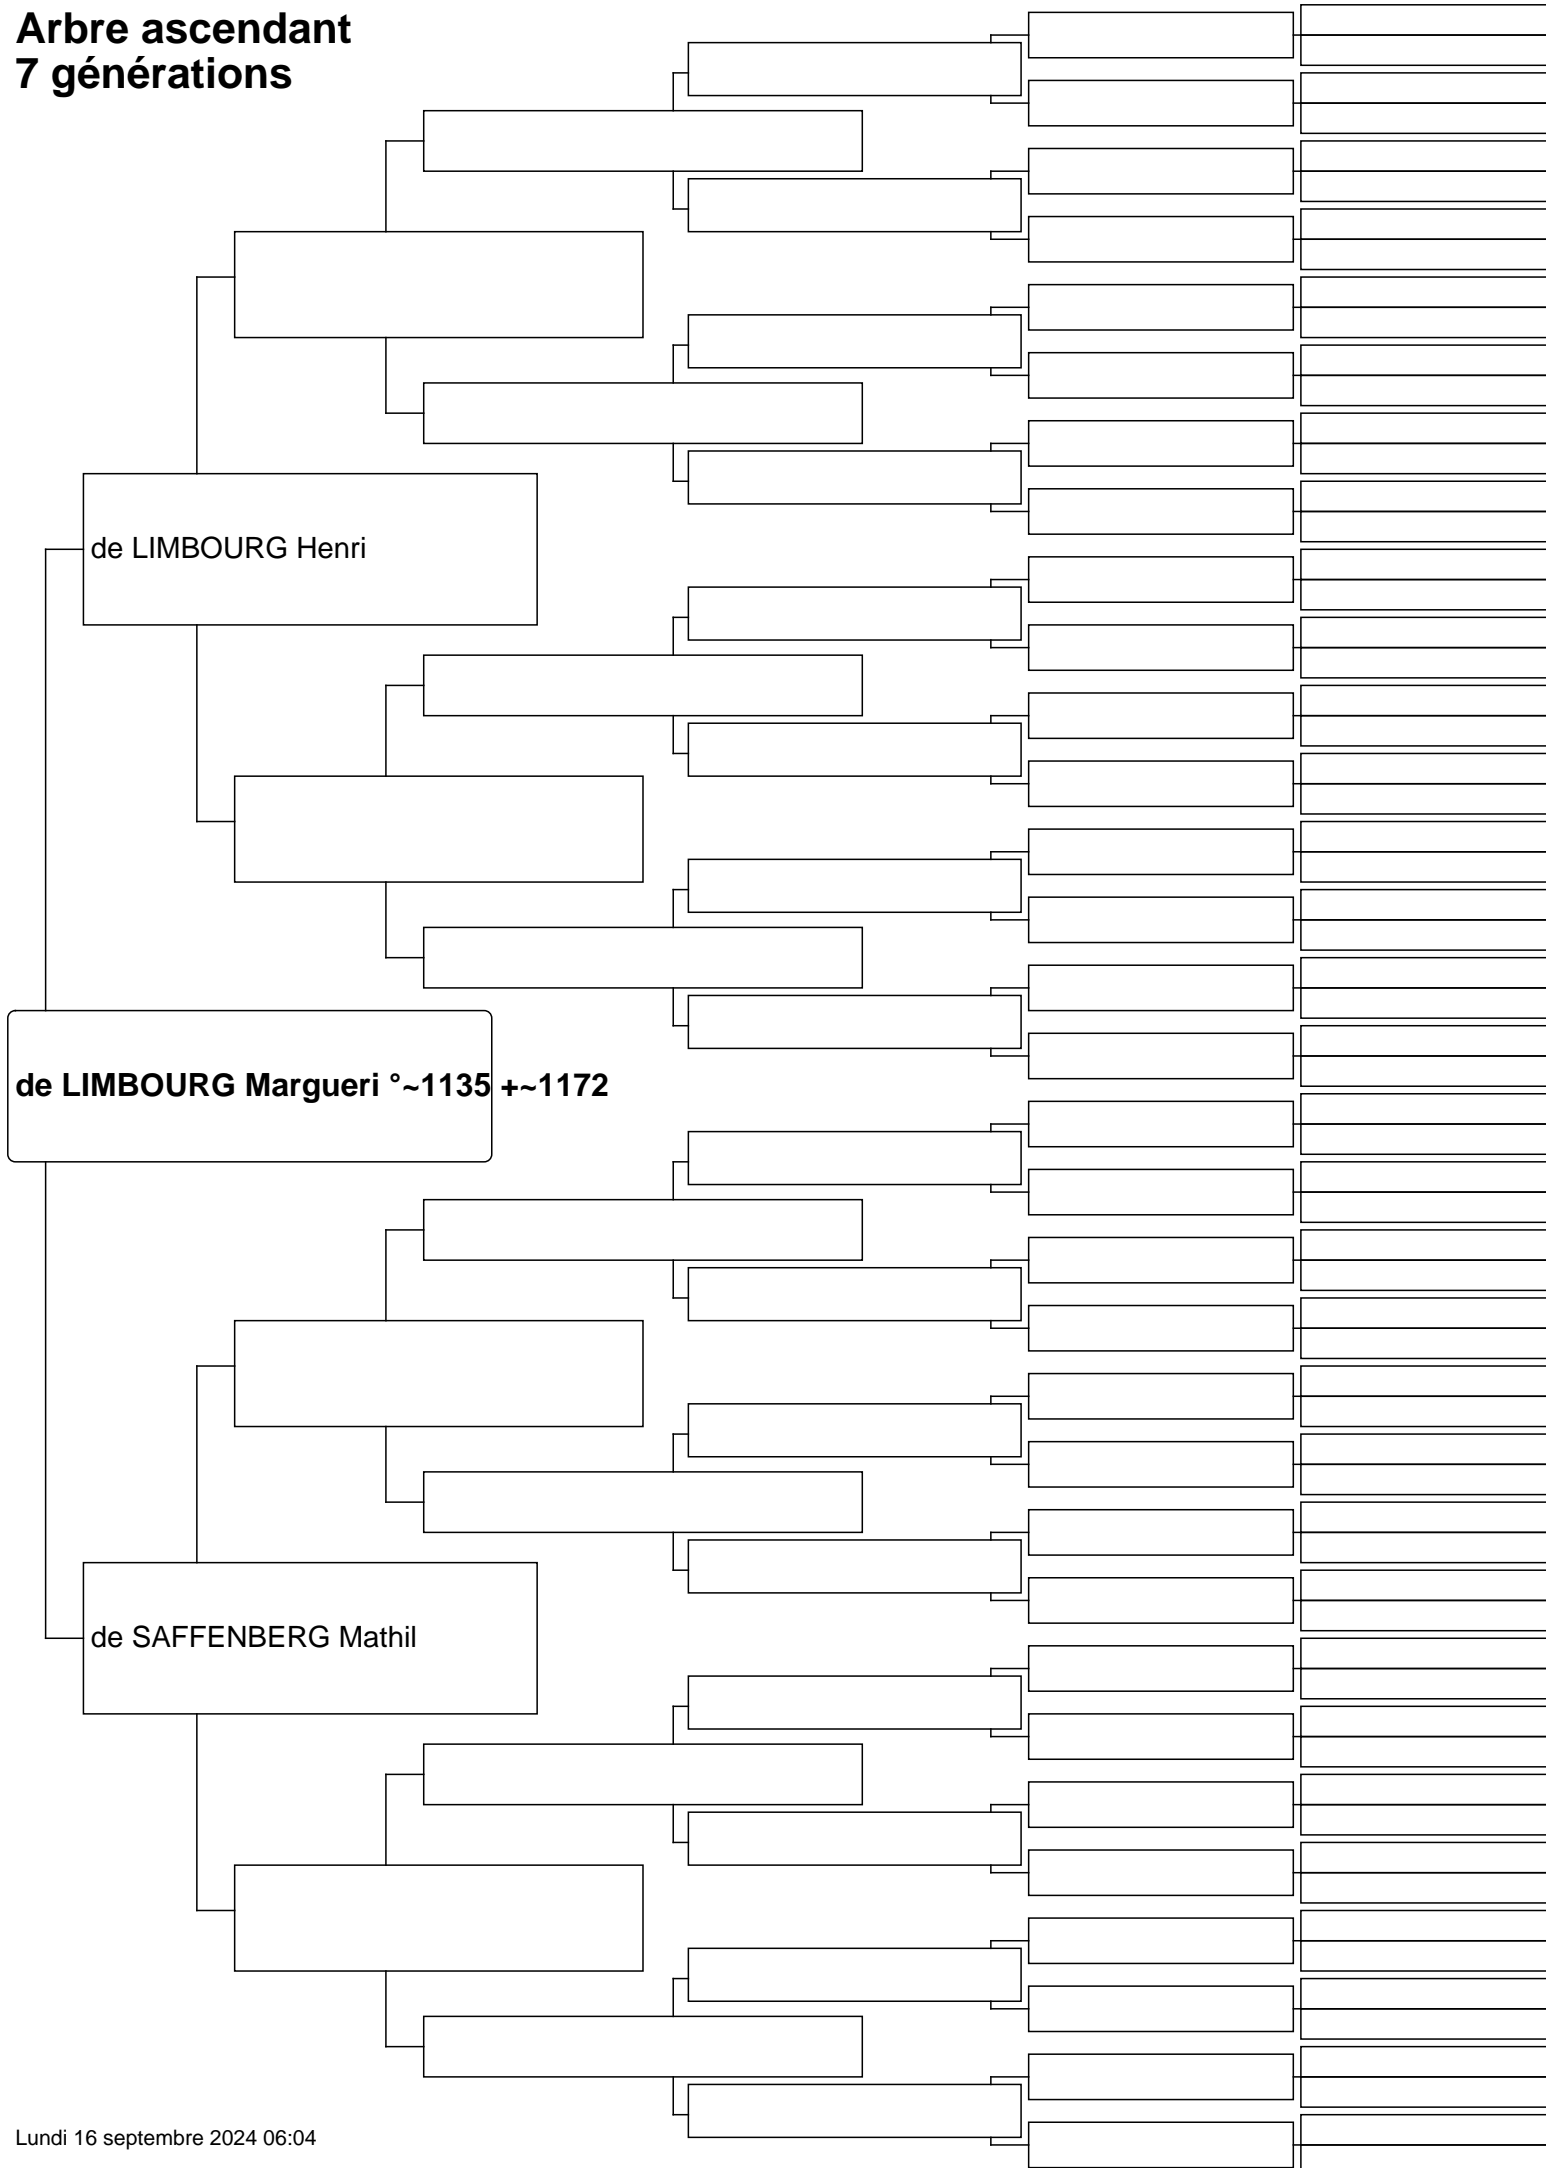 Arbre ascendant
7 générations
de LIMBOURG Henri
de LIMBOURG Margueri °~1135 +~1172
de SAFFENBERG Mathil
Lundi 16 septembre 2024 06:04